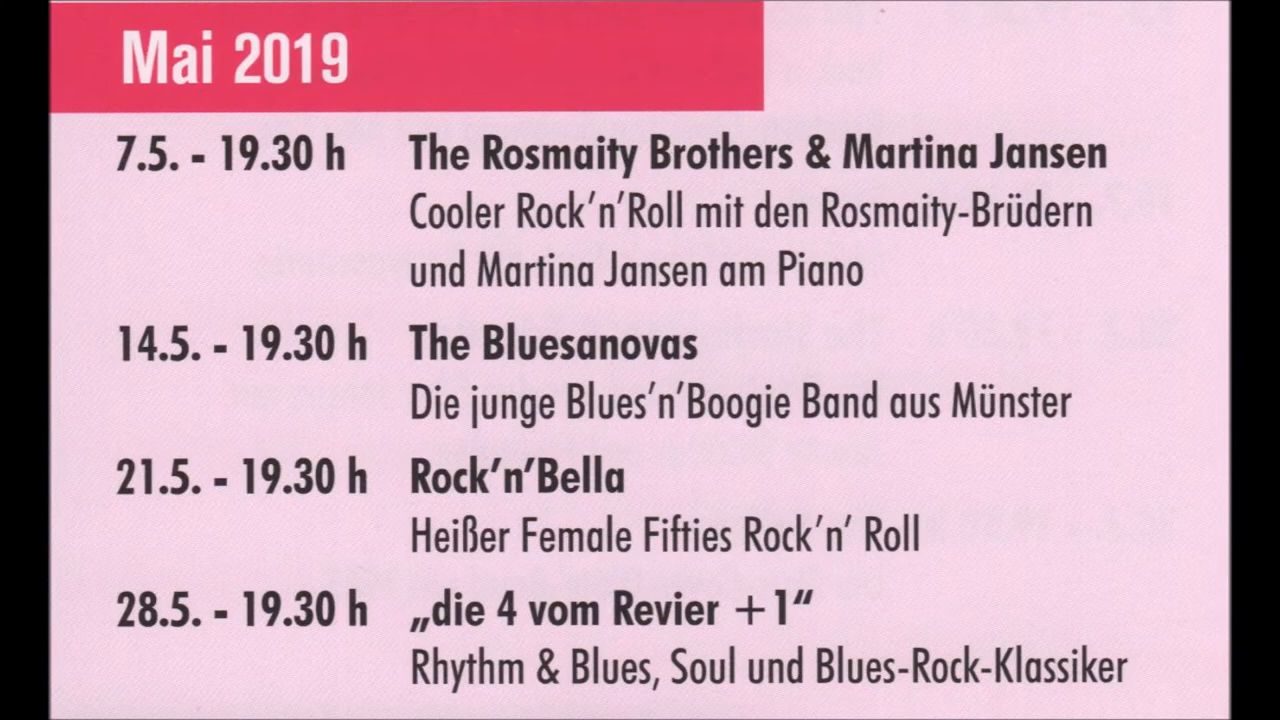 Mai 2019
7.5. - 19.30 h The Rosmaity Brothers & Martina Jansen
Cooler Rock’n’Roll mit den Rosmaity-Brüdern
und Martina Jansen am Piano
14.5. - 19.30 h The Bluesanovas
Die junge Blues’n’Boogie Band aus Münster
21.5. - 19.30 h Rock’n’Bella
Heißer Female Fifties Rock’n’ Roll
28.5. - 19.30 h „die 4 vom Revier +1“
Rhythm & Blues, Soul und Blues-Rock-Klassiker